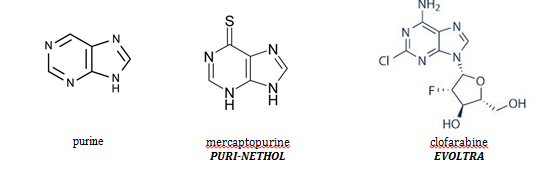 N N N N H
S N N N H N H
NH₂ N N N N Cl O F HO OH
purine mercaptopurine clofarabine
PURI-NETHOL EVOLTRA